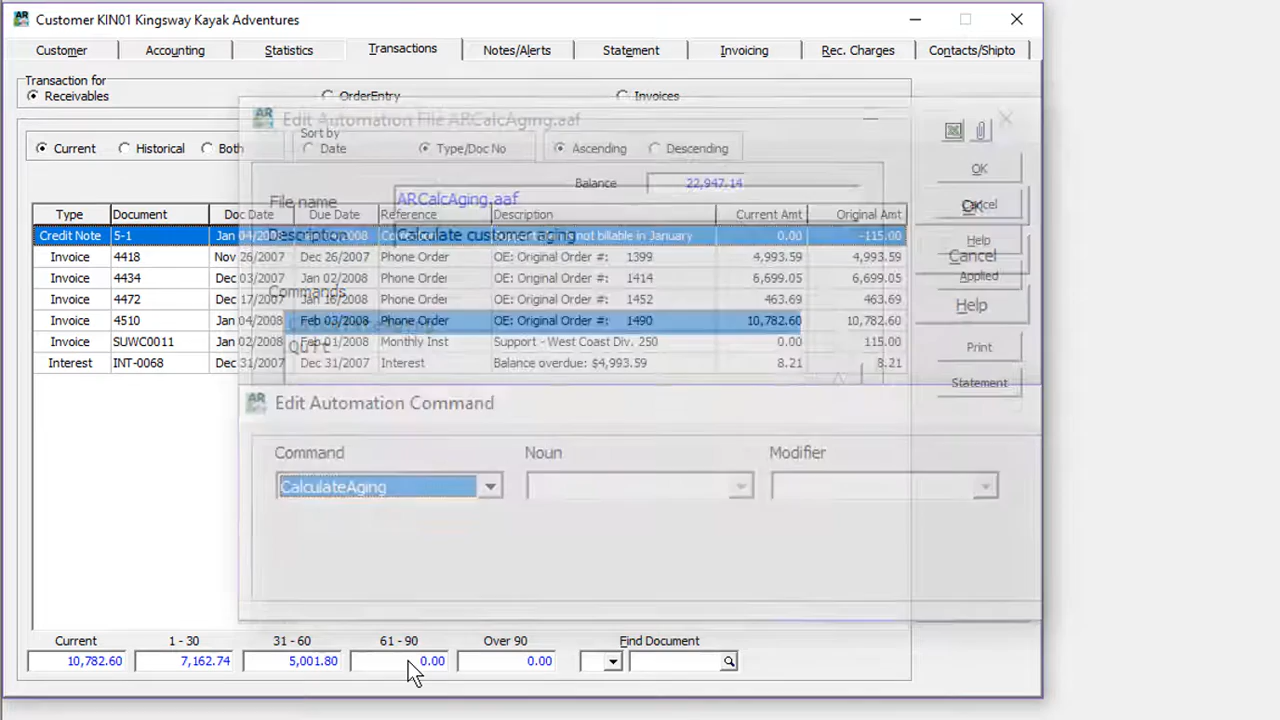 Customer KIN01 Kingsway Kayak Adventures
Customer Accounting Statistics Transactions Notes/Alerts Statement Invoicing Rec. Charges Contacts/Shipto
Transaction for
Receivables OrderEntry Invoices
Edit Automation File ARCalcAging.aaf
Sort by
Current Historical Both Date Type/Doc No Ascending Descending
OK
Balance 22,947.14
File name ARCalcAging.aaf
Cancel
OK
Type Document Doc Date Due Date Reference Description Current Amt Original Amt
Credit Note 5-1 Jan 04/2008 not billable in January 0.00 -115.00
Description Calculate customer aging
Help
Cancel
Invoice 4418 Nov 26/2007 Dec 26/2007 Phone Order OE: Original Order #: 1399 4,993.59 4,993.59
Invoice 4434 Dec 03/2007 Jan 02/2008 Phone Order OE: Original Order #: 1414 6,699.05 6,699.05
Applied
Commands
Invoice 4472 Dec 17/2007 Jan 16/2008 Phone Order OE: Original Order #: 1452 463.69 463.69
Help
Invoice 4510 Jan 04/2008 Feb 03/2008 Phone Order OE: Original Order #: 1490 10,782.60 10,782.60
QUIT
Invoice SUWC0011 Jan 04/2008 Feb 01/2008 Monthly Inst Support - West Coast Div. 250 0.00 115.00
Print
Interest INT-0068 Dec 31/2007 Dec 31/2007 Interest Balance overdue: $4,993.59 8.21 8.21
Statement
Edit Automation Command
Command Noun Modifier
CalculateAging
Current 1 - 30 31 - 60 61 - 90 Over 90 Find Document
10,782.60 7,162.74 5,001.80 0.00 0.00